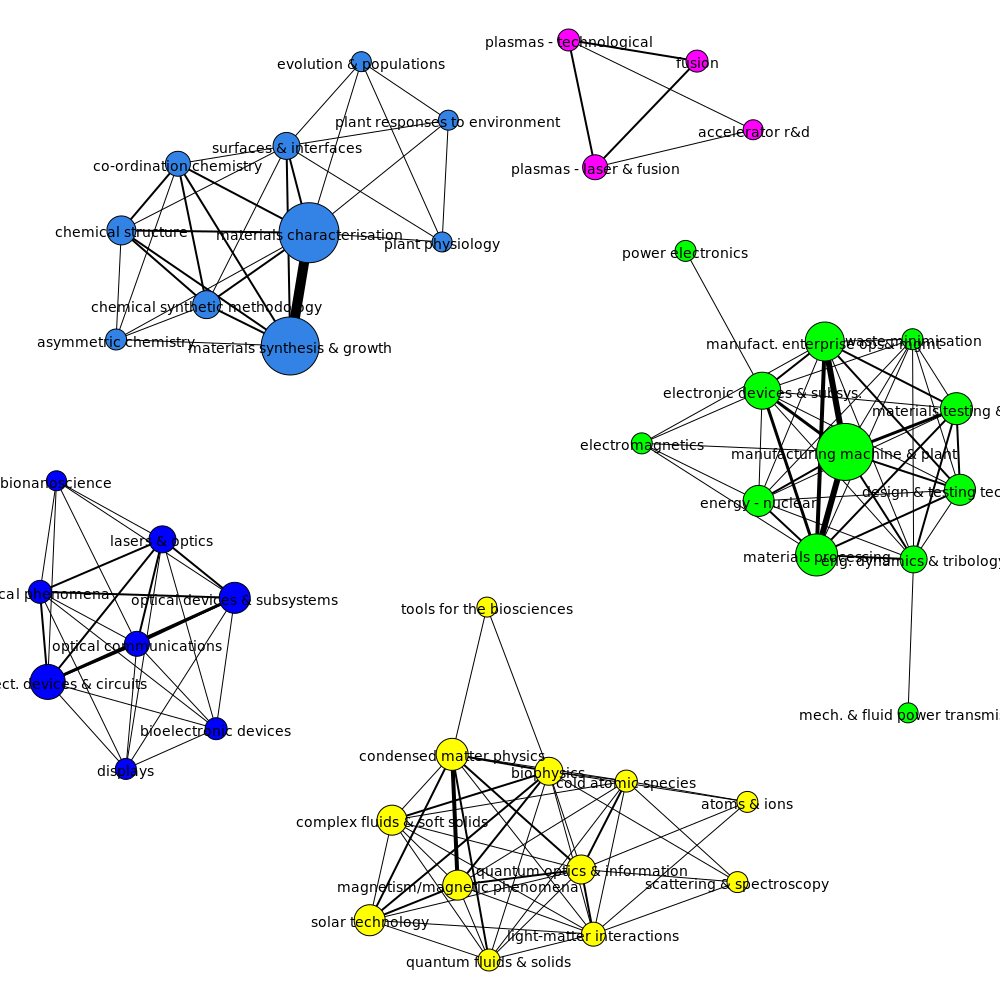 plasmas - technological
evolution & populations
fusion
plant responses to environment
accelerator r&d
surfaces & interfaces
co-ordination chemistry
plasmas - laser & fusion
chemical structure
materials characterisation
plant physiology
power electronics
chemical synthetic methodology
asymmetric chemistry
materials synthesis & growth
manufact. enterprise ops& mgmt
waste minimisation
electronic devices & subsys.
materials testing &
electromagnetics
manufacturing machine & plant
bionanoscience
design & testing tec
energy - nuclear
lasers & optics
materials processing
eng. dynamics & tribology
cal phenomena
optical devices & subsystems
tools for the biosciences
optical communications
ect. devices & circuits
mech. & fluid power transmis
bioelectronic devices
condensed matter physics
displays
biophysics
cold atomic species
atoms & ions
complex fluids & soft solids
quantum optics & information
magnetism/magnetic phenomena
scattering & spectroscopy
solar technology
light-matter interactions
quantum fluids & solids